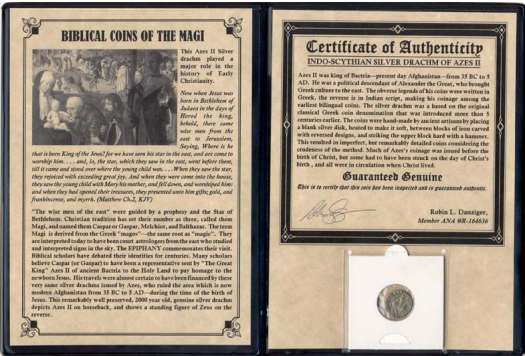 BIBLICAL COINS OF THE MAGI
This Azes II Silver
drachm played a
major role in the
history of Early
Christianity.
Now when Jesus was
born in Bethlehem of
Judaea in the days of
Herod the king,
behold, there came
wise men from the
east to Jerusalem,
Saying, Where is he
that is born King of the Jews? for we have seen his star in the east, and are come to
worship him. . . . and, lo, the star, which they saw in the east, went before them,
till it came and stood over where the young child was. . . .When they saw the star,
they rejoiced with exceeding great joy. And when they were come into the house,
they saw the young child with Mary his mother, and fell down, and worshiped him:
and when they had opened their treasures, they presented unto him gifts; gold, and
frankincense, and myrrh. (Matthew Ch.2, KJV)
"The wise men of the east" were guided by a prophecy and the Star of
Bethlehem. Christian tradition has set their number as three, called them
Magi, and named them Caspar or Gaspar, Melchior, and Balthazar. The term
Magi is derived from the Greek "magos"—the same root as "magic". They
are interpreted today to have been court astrologers from the east who studied
and interpreted signs in the sky. The EPIPHANY commemorates their visit.
Biblical scholars have debated their identities for centuries. Many scholars
believe Caspar (or Gaspar) to have been a representative sent by "The Great
King" Azes II of ancient Bactria to the Holy Land to pay homage to the
newborn Jesus. His travels were almost certain to have been financed by these
very same silver drachms issued by Azes, who ruled the area which is now
modern Afghanistan from 35 BC to 5 AD—during the time of the birth of
Jesus. This remarkably well preserved, 2000 year old, genuine silver drachm
depicts Azes II on horseback, and shows a standing figure of Zeus on the
reverse.
Certificate of Authenticity
INDO-SCYTHIAN SILVER DRACHM OF AZES II
Azes II was king of Bactria—present day Afghanistan—from 35 BC to 5
AD. He was a political descendant of Alexander the Great, who brought
Greek culture to the east. The obverse legends of his coins were written in
Greek, the reverse is in Indian script, making his coinage among the
earliest bilingual coins. The silver drachm was a based on the original
classical Greek coin denomination that was introduced more than 5
centuries earlier. The coins were hand-made by ancient artisans by placing
a blank silver disk, heated to make it soft, between blocks of iron carved
with reversed designs, and striking the upper block hard with a hammer.
This resulted in imperfect, but remarkably detailed coins considering the
crudeness of the method. Much of Azes's coinage was issued before the
birth of Christ, but some had to have been struck on the day of Christ's
birth , and all were in circulation when Christ lived.
Guaranteed Genuine
This is to certify that this coin has been inspected and is guaranteed authentic.
Robin L. Danziger,
Member ANA #R-164636